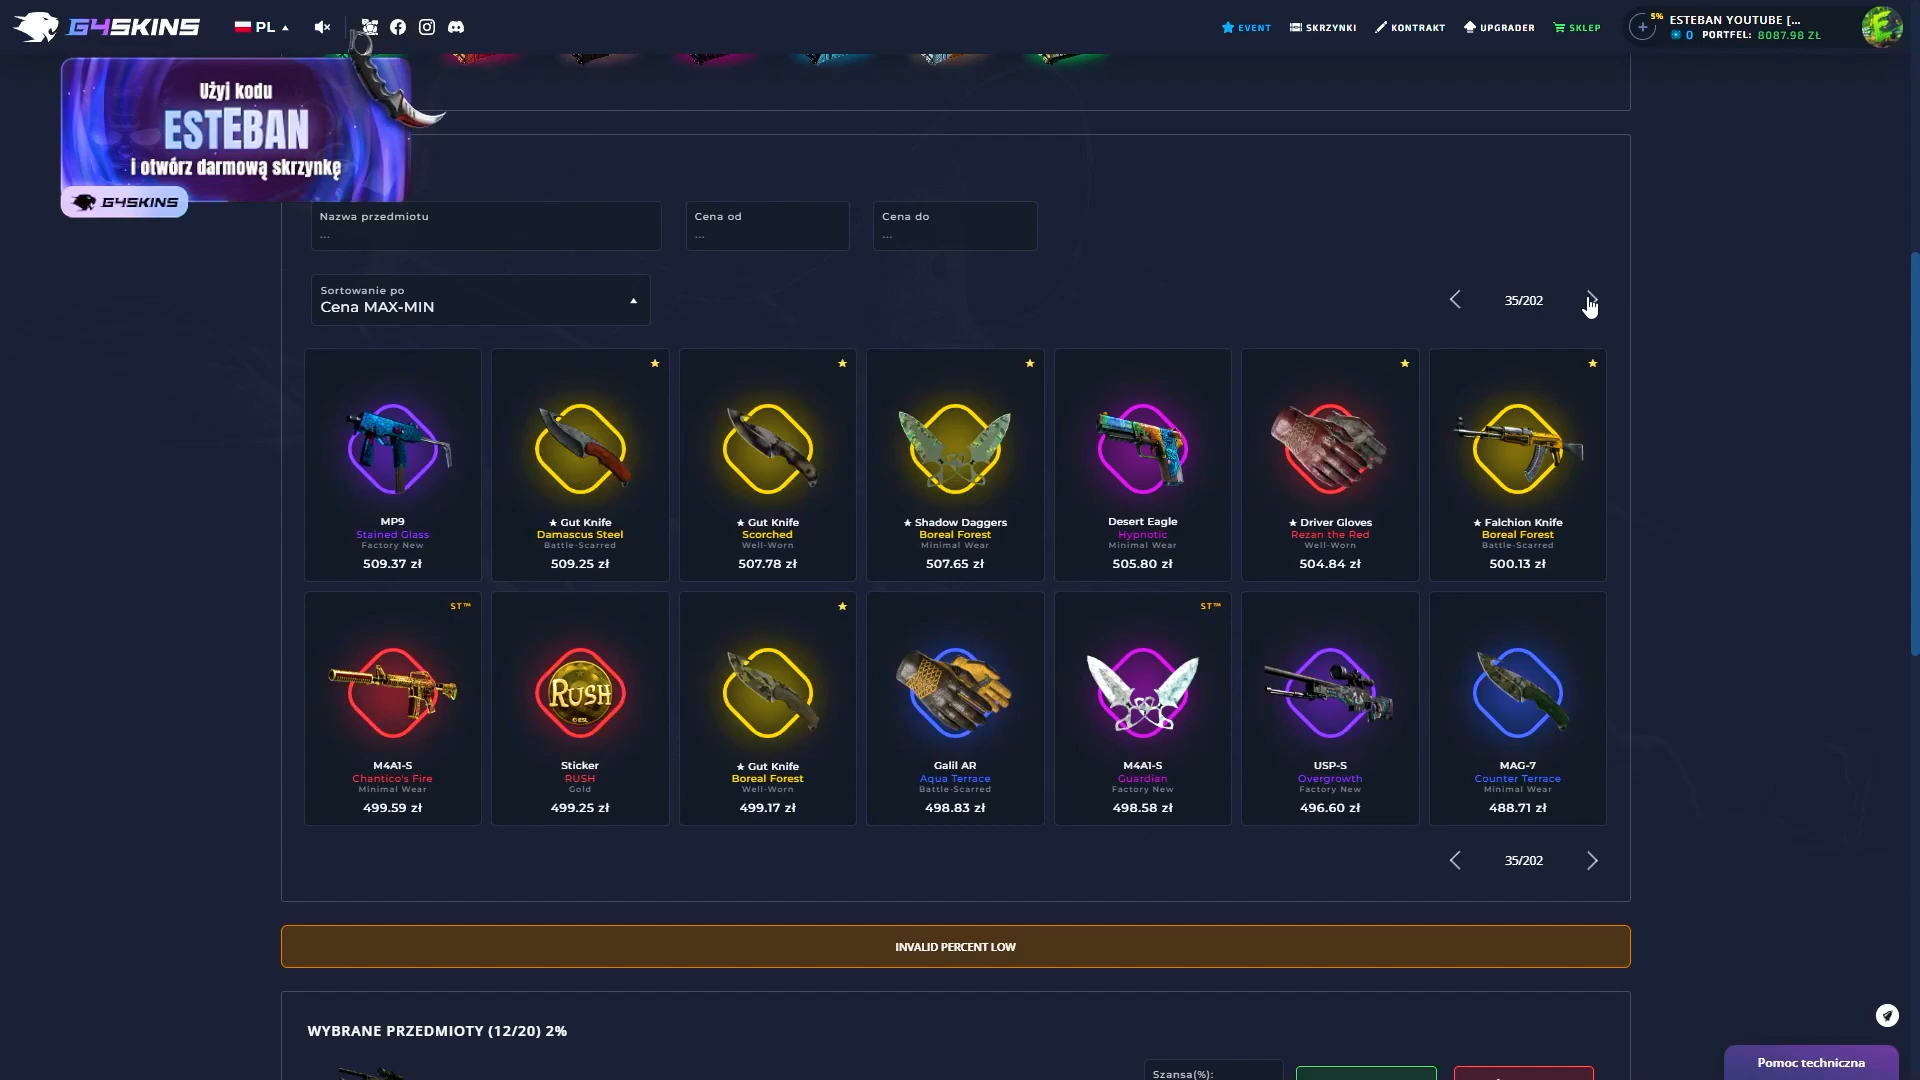 G4SKINS
PL
EVENT
SKRZYNKI
KONTRAKT
UPGRADER
SKLEP
5%
ESTEBAN YOUTUBE [...
0 PORTFEL: 8087.98 ZŁ
Użyj kodu
ESTEBAN
i otwórz darmową skrzynkę
G4SKINS
Nazwa przedmiotu
...
Cena od
...
Cena do
...
Sortowanie po
Cena MAX-MIN
35/202
MP9
Stained Glass
Factory New
509.37 zł
★ Gut Knife
Damascus Steel
Battle-Scarred
509.25 zł
★ Gut Knife
Scorched
Well-Worn
507.78 zł
★ Shadow Daggers
Boreal Forest
Minimal Wear
507.65 zł
Desert Eagle
Hypnotic
Minimal Wear
505.80 zł
★ Driver Gloves
Rezan the Red
Well-Worn
504.84 zł
★ Falchion Knife
Boreal Forest
Battle-Scarred
500.13 zł
ST™
M4A1-S
Chantico's Fire
Minimal Wear
499.59 zł
RUSH
ESL
Sticker
RUSH
Gold
499.25 zł
★ Gut Knife
Boreal Forest
Well-Worn
499.17 zł
Galil AR
Aqua Terrace
Battle-Scarred
498.83 zł
ST™
M4A1-S
Guardian
Factory New
498.58 zł
USP-S
Overgrowth
Factory New
496.60 zł
MAG-7
Counter Terrace
Minimal Wear
488.71 zł
35/202
INVALID PERCENT LOW
WYBRANE PRZEDMIOTY (12/20) 2%
Szansa(%):
Pomoc techniczna